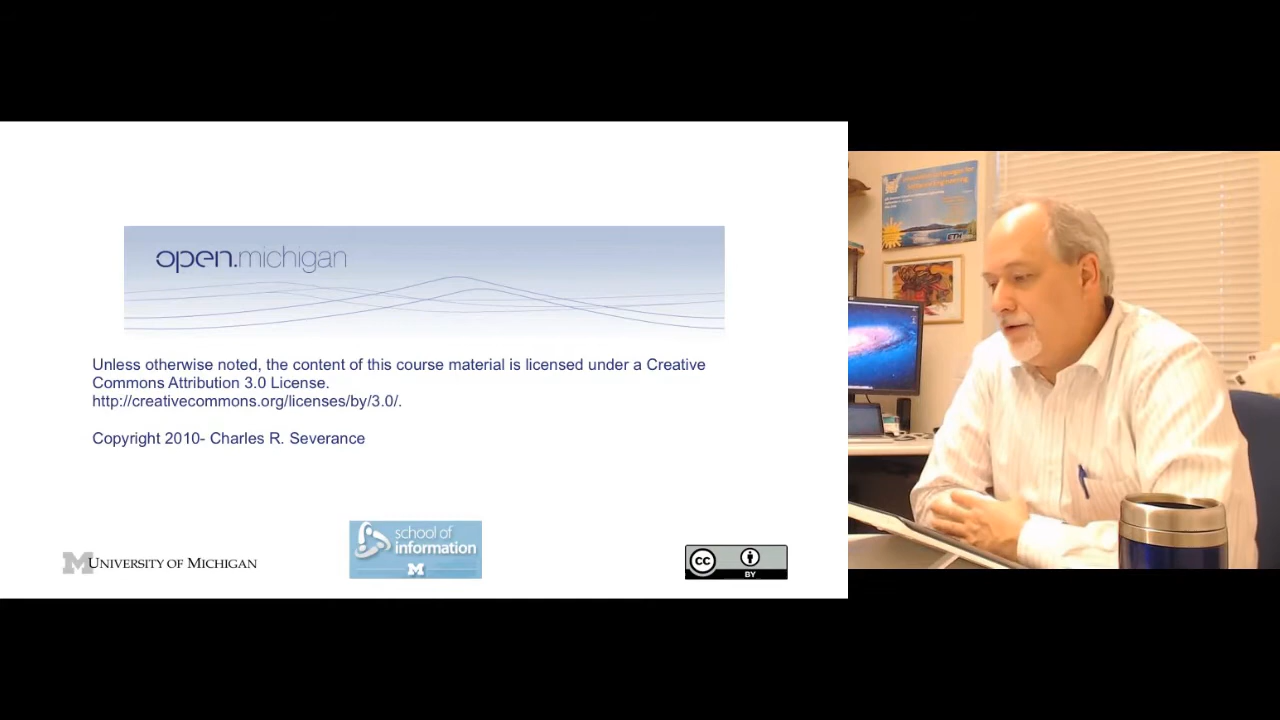 open.michigan
Unless otherwise noted, the content of this course material is licensed under a Creative
Commons Attribution 3.0 License.
http://creativecommons.org/licenses/by/3.0/.
Copyright 2010- Charles R. Severance
school of
information
M
M UNIVERSITY OF MICHIGAN
cc
BY
ETH